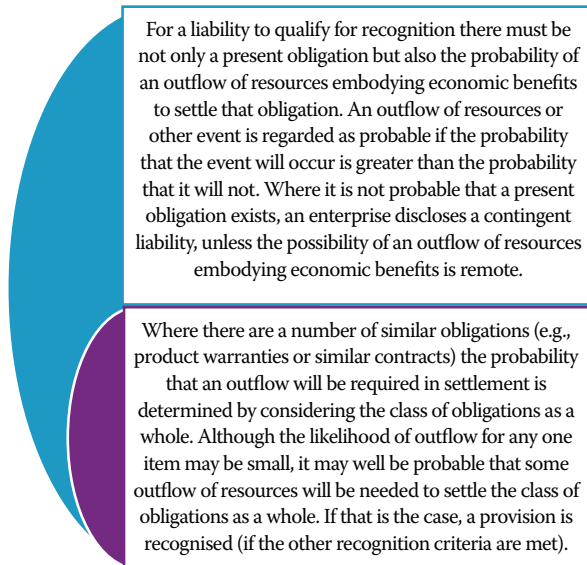 For a liability to qualify for recognition there must be
not only a present obligation but also the probability of
an outflow of resources embodying economic benefits
to settle that obligation. An outflow of resources or
other event is regarded as probable if the probability
that the event will occur is greater than the probability
that it will not. Where it is not probable that a present
obligation exists, an enterprise discloses a contingent
liability, unless the possibility of an outflow of resources
embodying economic benefits is remote.
Where there are a number of similar obligations (e.g.,
product warranties or similar contracts) the probability
that an outflow will be required in settlement is
determined by considering the class of obligations as a
whole. Although the likelihood of outflow for any one
item may be small, it may well be probable that some
outflow of resources will be needed to settle the class of
obligations as a whole. If that is the case, a provision is
recognised (if the other recognition criteria are met).